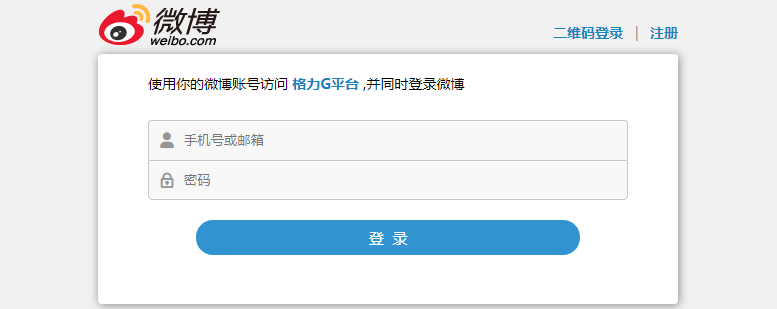 微博
weibo.com
二维码登录 | 注册
使用你的微博账号访问 格力G平台 ,并同时登录微博
手机号或邮箱
密码
登 录